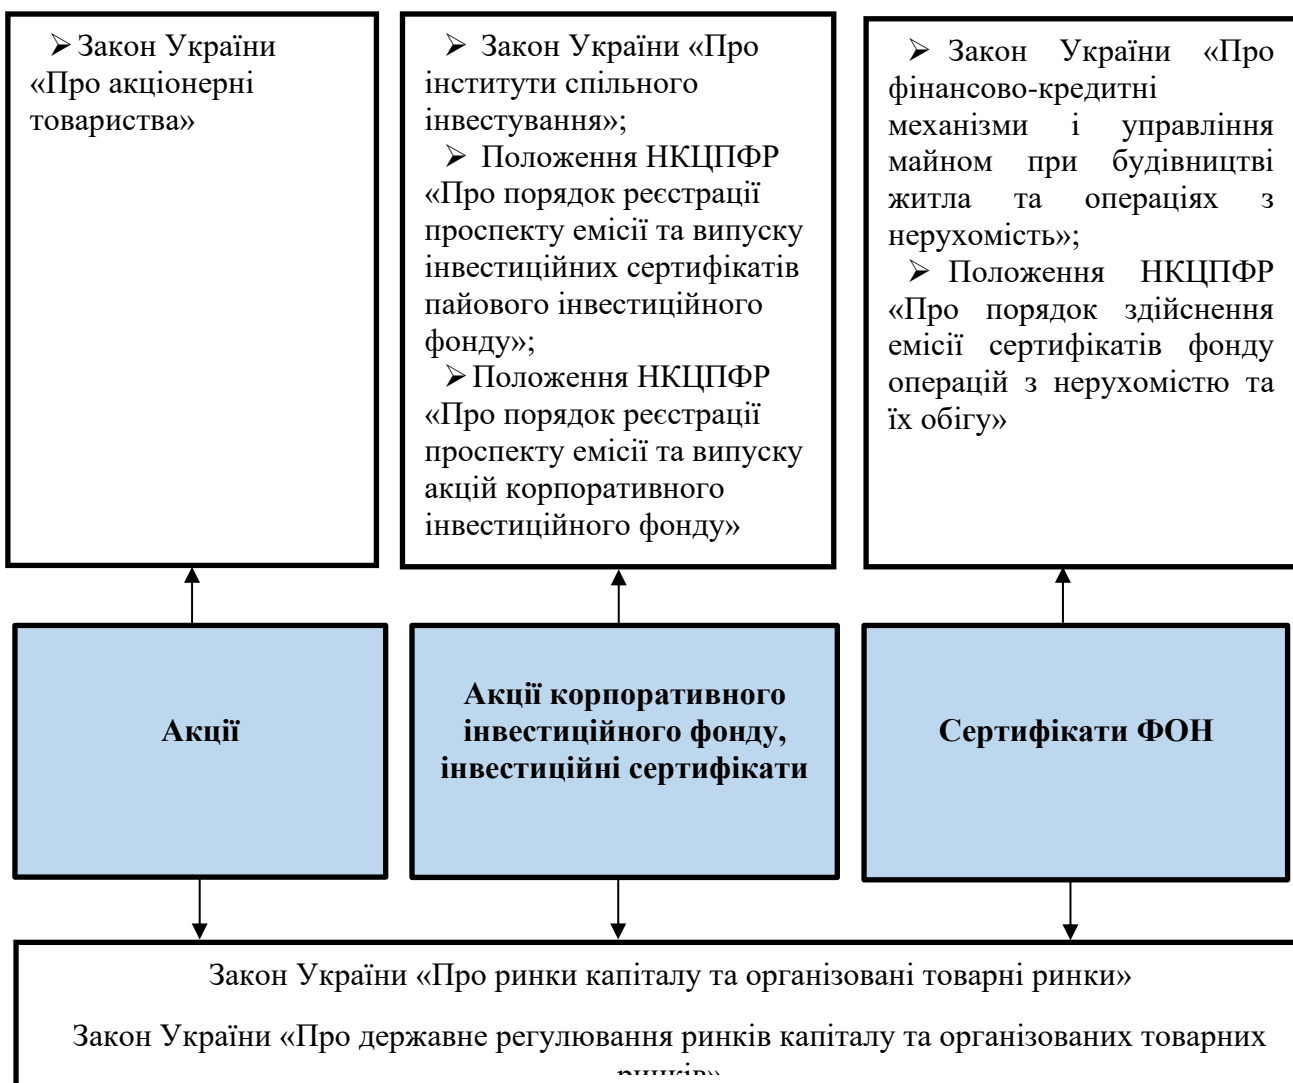 ➢ Закон України
«Про акціонерні
товариства»
➢ Закон України «Про
інститути спільного
інвестування»;
➢ Положення НКЦПФР
«Про порядок реєстрації
проспекту емісії та випуску
інвестиційних сертифікатів
пайового інвестиційного
фонду»;
➢ Положення НКЦПФР
«Про порядок реєстрації
проспекту емісії та випуску
акцій корпоративного
інвестиційного фонду»
➢ Закон України «Про
фінансово-кредитні
механізми і управління
майном при будівництві
житла та операціях з
нерухомість»;
➢ Положення НКЦПФР
«Про порядок здійснення
емісії сертифікатів фонду
операцій з нерухомістю та
їх обігу»
Акції
Акції корпоративного
інвестиційного фонду,
інвестиційні сертифікати
Сертифікати ФОН
Закон України «Про ринки капіталу та організовані товарні ринки»
Закон України «Про державне регулювання ринків капіталу та організованих товарних
ринків»